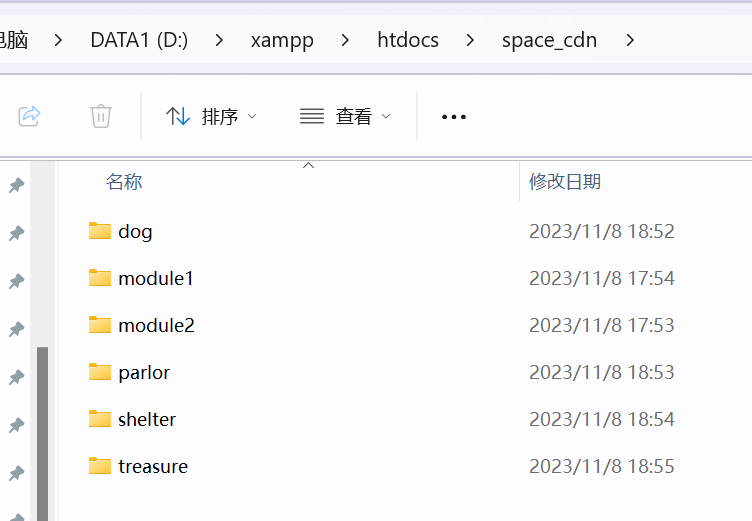 电脑 > DATA1 (D:) > xampp > htdocs > space_cdn >
排序 查看
名称 修改日期
dog 2023/11/8 18:52
module1 2023/11/8 17:54
module2 2023/11/8 17:53
parlor 2023/11/8 18:53
shelter 2023/11/8 18:54
treasure 2023/11/8 18:55